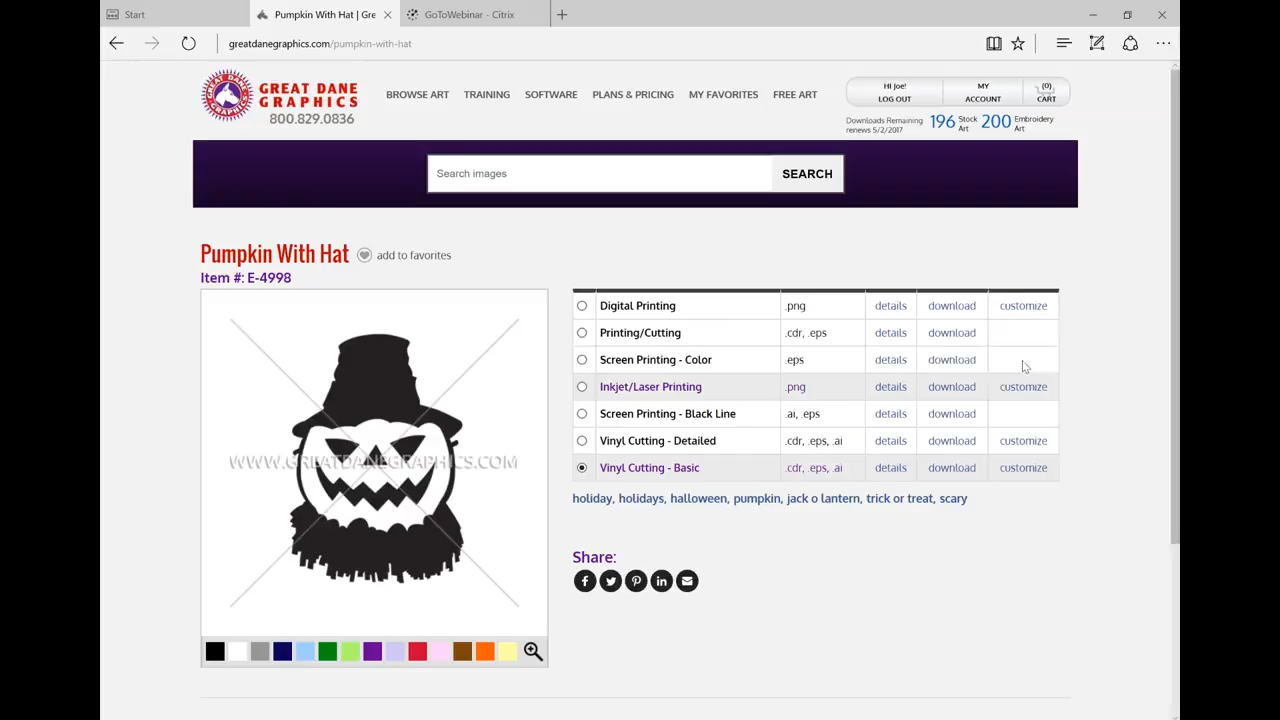 Start
Pumpkin With Hat | Gre
GoToWebinar - Citrix
greatdanegraphics.com/pumpkin-with-hat
GREAT DANE
GRAPHICS
800.829.0836
BROWSE ART TRAINING SOFTWARE PLANS & PRICING MY FAVORITES FREE ART
Hi Joe!
LOG OUT
MY
ACCOUNT
(0)
CART
Downloads Remaining
renews 5/2/2017
196 Stock Art 200 Embroidery Art
Search images SEARCH
Pumpkin With Hat add to favorites
Item #: E-4998
Digital Printing .png details download customize
Printing/Cutting .cdr, .eps details download
Screen Printing - Color .eps details download
Inkjet/Laser Printing .png details download customize
Screen Printing - Black Line .ai, .eps details download
Vinyl Cutting - Detailed .cdr, .eps, .ai details download customize
Vinyl Cutting - Basic .cdr, .eps, .ai details download customize
WWW.GREATDANEGRAPHICS.COM
holiday, holidays, halloween, pumpkin, jack o lantern, trick or treat, scary
Share: